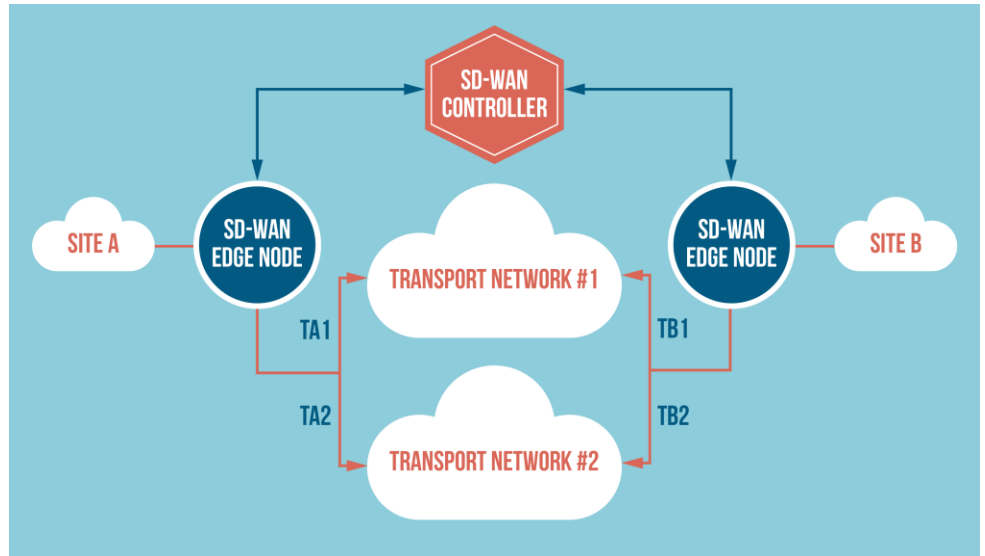 SD-WAN
CONTROLLER
SITE A
SD-WAN
EDGE NODE
SD-WAN
EDGE NODE
SITE B
TRANSPORT NETWORK #1
TA1
TB1
TA2
TB2
TRANSPORT NETWORK #2